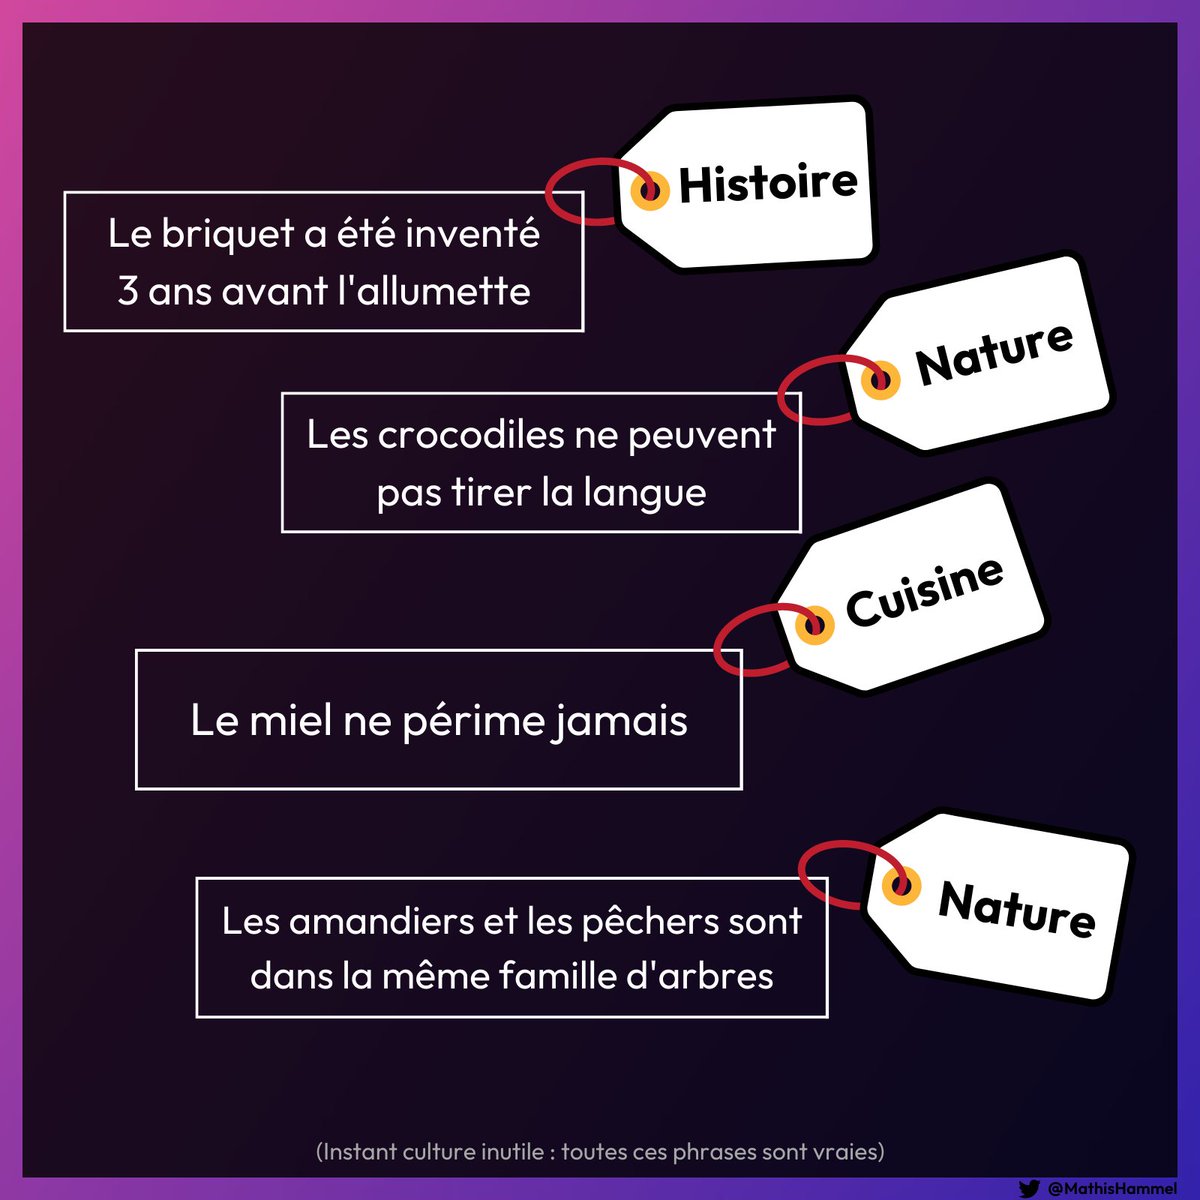 Histoire
Le briquet a été inventé
3 ans avant l'allumette
Nature
Les crocodiles ne peuvent
pas tirer la langue
Cuisine
Le miel ne périme jamais
Nature
Les amandiers et les pêchers sont
dans la même famille d'arbres
(Instant culture inutile : toutes ces phrases sont vraies)
@MathisHammel